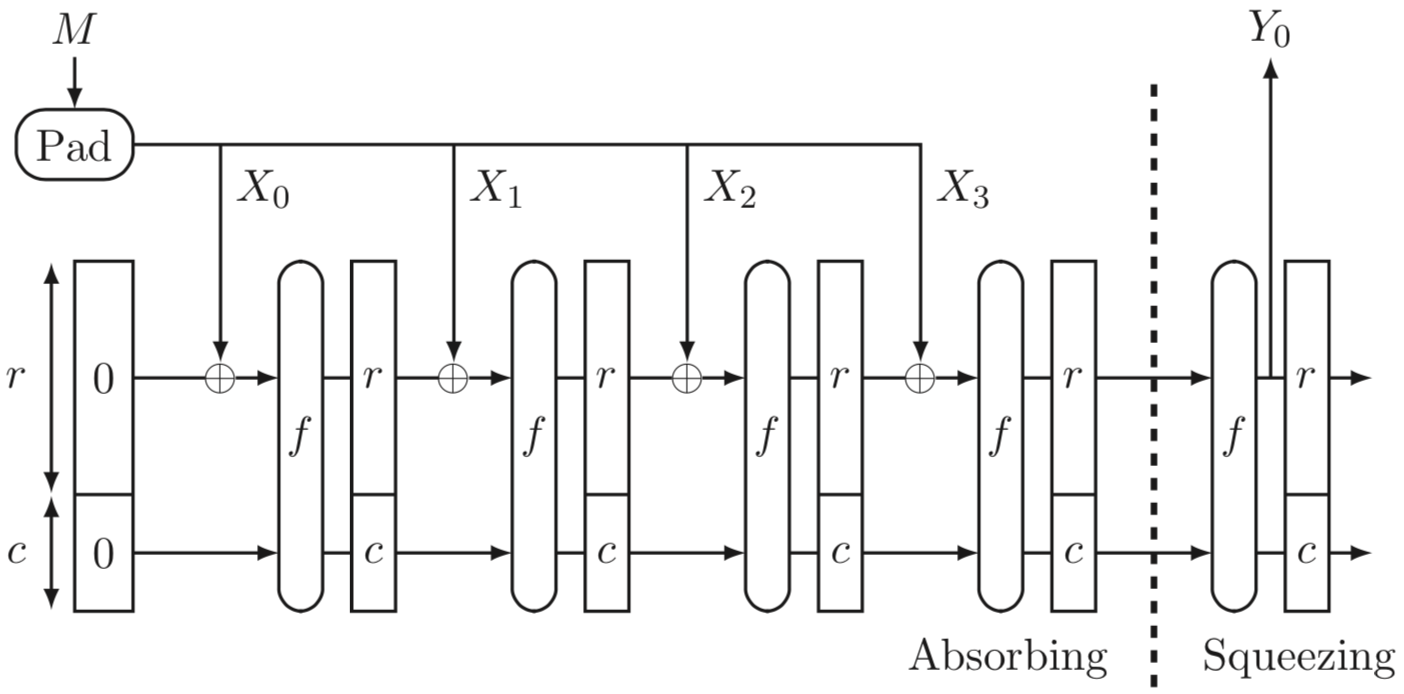 M Y₀
Pad
X₀ X₁ X₂ X₃
r 0 ⊕ r ⊕ r ⊕ r ⊕ r r
f f f f f
c 0 c c c c c
Absorbing Squeezing